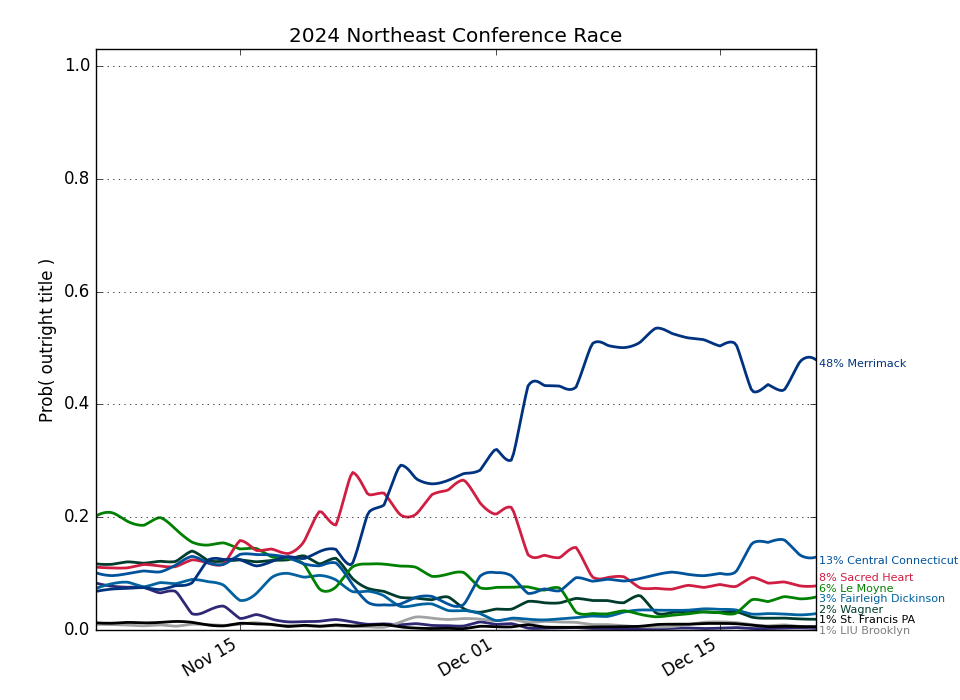 2024 Northeast Conference Race
Prob( outright title )
1.0
0.8
0.6
0.4
0.2
0.0
Nov 15
Dec 01
Dec 15
48% Merrimack
13% Central Connecticut
8% Sacred Heart
6% Le Moyne
3% Fairleigh Dickinson
2% Wagner
1% St. Francis PA
1% LIU Brooklyn